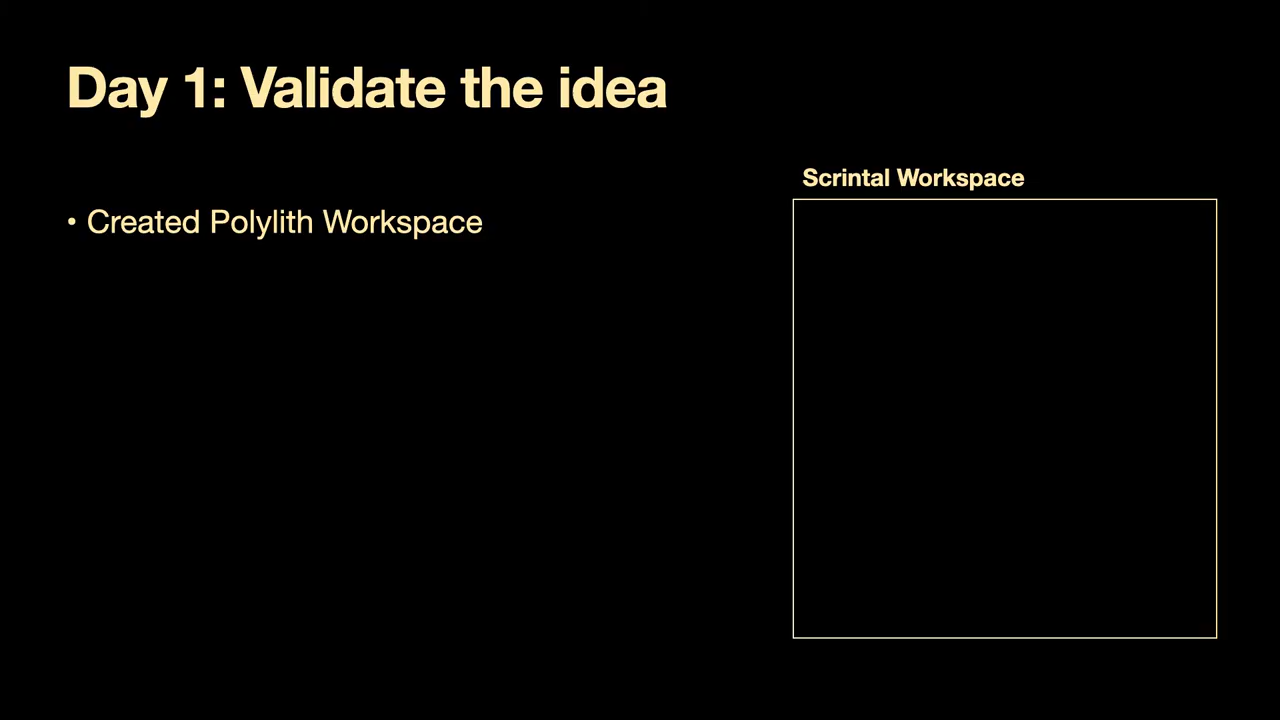 Day 1: Validate the idea
• Created Polylith Workspace
Scrintal Workspace